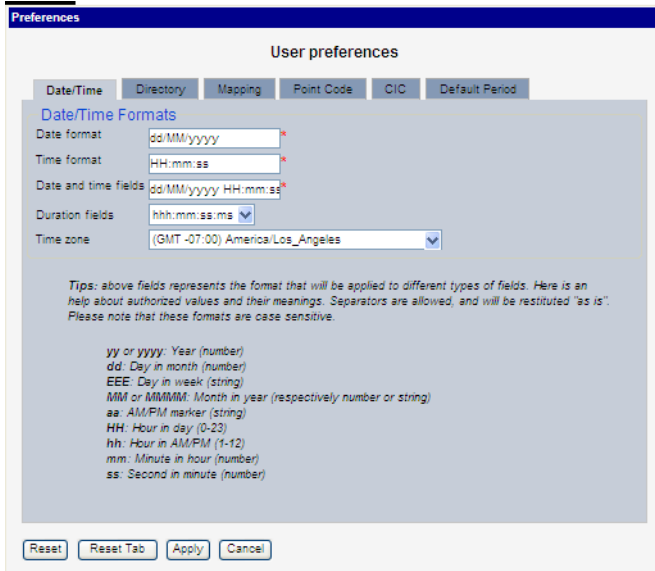 Preferences
User preferences
Date/Time Directory Mapping Point Code CIC Default Period
Date/Time Formats
Date format dd/MM/yyyy *
Time format HH:mm:ss *
Date and time fields dd/MM/yyyy HH:mm:ss *
Duration fields hhh:mm:ss:ms
Time zone (GMT -07:00) America/Los_Angeles
Tips: above fields represents the format that will be applied to different types of fields. Here is an
help about authorized values and their meanings. Separators are allowed, and will be restituted "as is".
Please note that these formats are case sensitive.
yy or yyyy: Year (number)
dd: Day in month (number)
EEE: Day in week (string)
MM or MMMM: Month in year (respectively number or string)
aa: AM/PM marker (string)
HH: Hour in day (0-23)
hh: Hour in AM/PM (1-12)
mm: Minute in hour (number)
ss: Second in minute (number)
Reset Reset Tab Apply Cancel